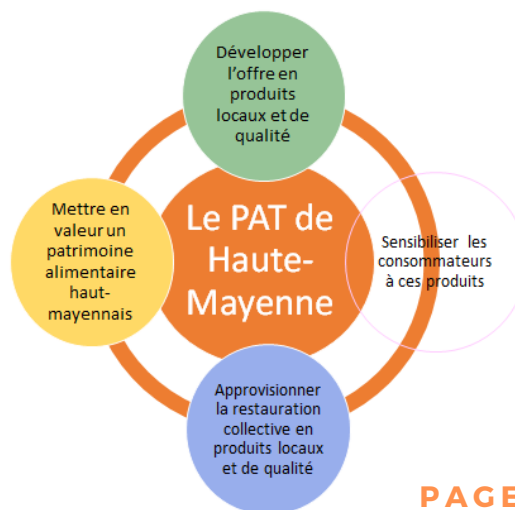 Développer
l'offre en
produits
locaux et de
qualité
Mettre en
valeur un
patrimoine
alimentaire
haut-
mayennais
Le PAT de
Haute-
Mayenne
Sensibiliser les
consommateurs
à ces produits
Approvisionner
la restauration
collective en
produits locaux
et de qualité
PAGE